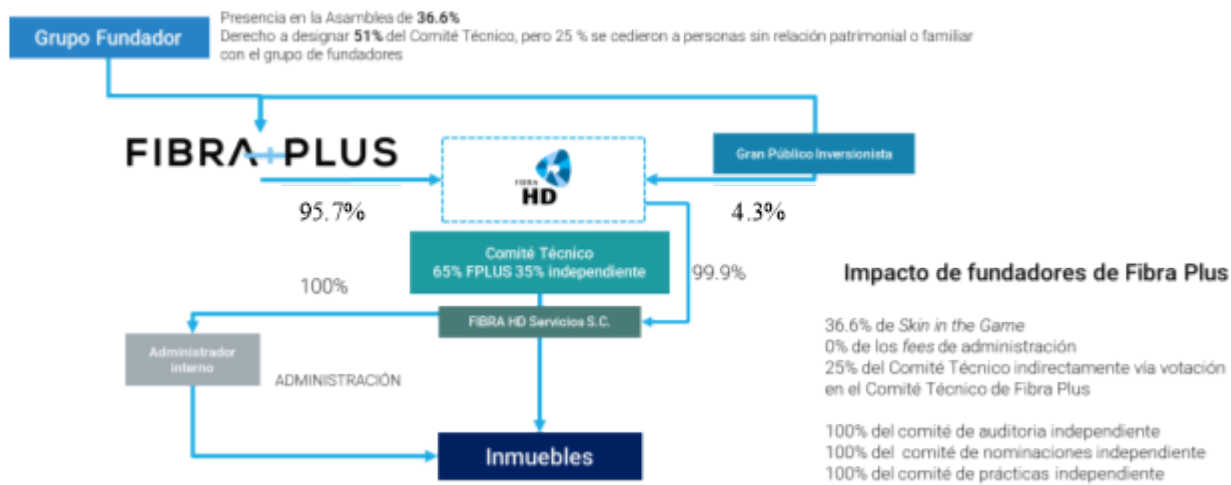 Presencia en la Asamblea de 36.6%
Grupo Fundador
Derecho a designar 51% del Comité Técnico, pero 25 % se cedieron a personas sin relación patrimonial o familiar
con el grupo de fundadores
FIBRA PLUS
Gran Público Inversionista
FIBRA
HD
95.7%
4.3%
Comité Técnico
65% FPLUS 35% independiente
99.9%
100%
FIBRA HD Servicios S.C.
Administrador
interno
ADMINISTRACIÓN
Inmuebles
Impacto de fundadores de Fibra Plus
36.6% de Skin in the Game
0% de los fees de administración
25% del Comité Técnico indirectamente vía votación
en el Comité Técnico de Fibra Plus
100% del comité de auditoria independiente
100% del comité de nominaciones independiente
100% del comité de prácticas independiente